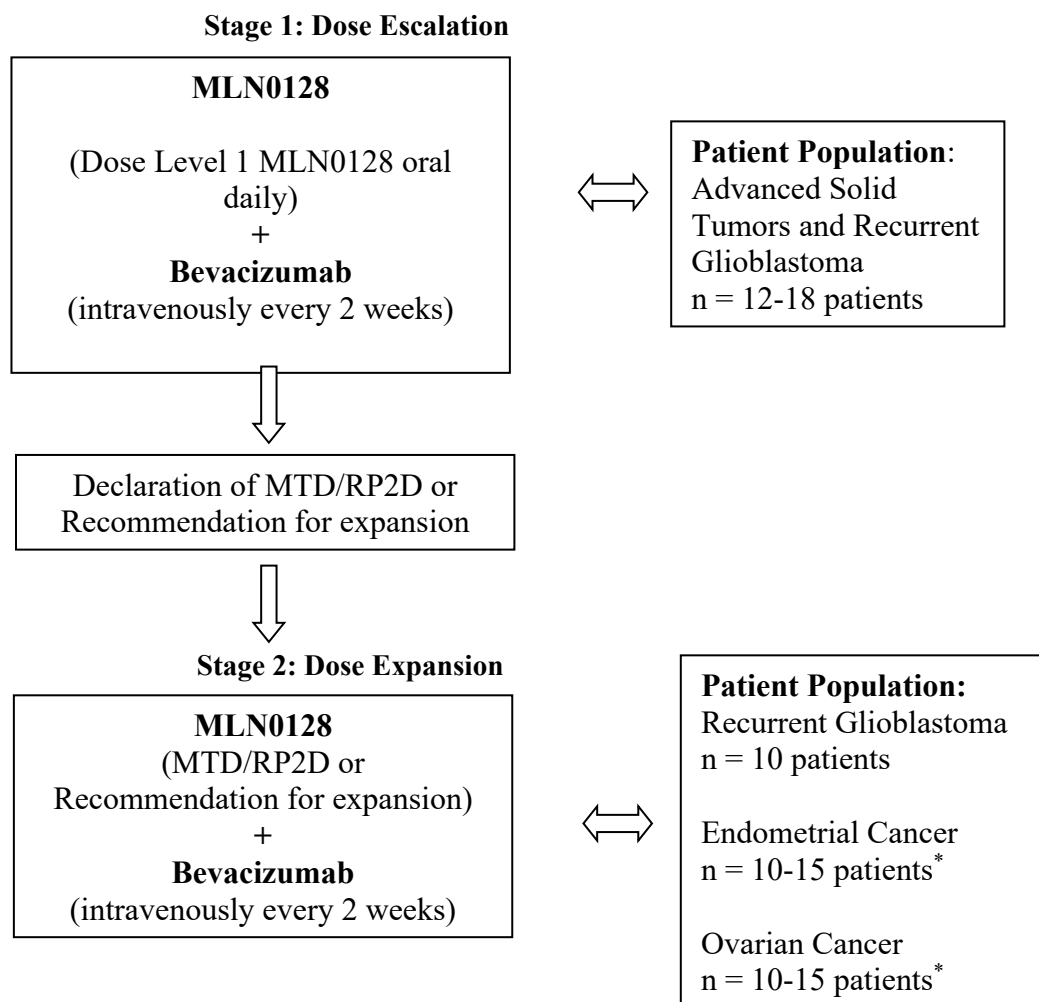 Stage 1: Dose Escalation
MLN0128
(Dose Level 1 MLN0128 oral
daily)
+
Bevacizumab
(intravenously every 2 weeks)
Patient Population:
Advanced Solid
Tumors and Recurrent
Glioblastoma
n = 12-18 patients
Declaration of MTD/RP2D or
Recommendation for expansion
Stage 2: Dose Expansion
MLN0128
(MTD/RP2D or
Recommendation for expansion)
+
Bevacizumab
(intravenously every 2 weeks)
Patient Population:
Recurrent Glioblastoma
n = 10 patients
Endometrial Cancer
n = 10-15 patients*
Ovarian Cancer
n = 10-15 patients*